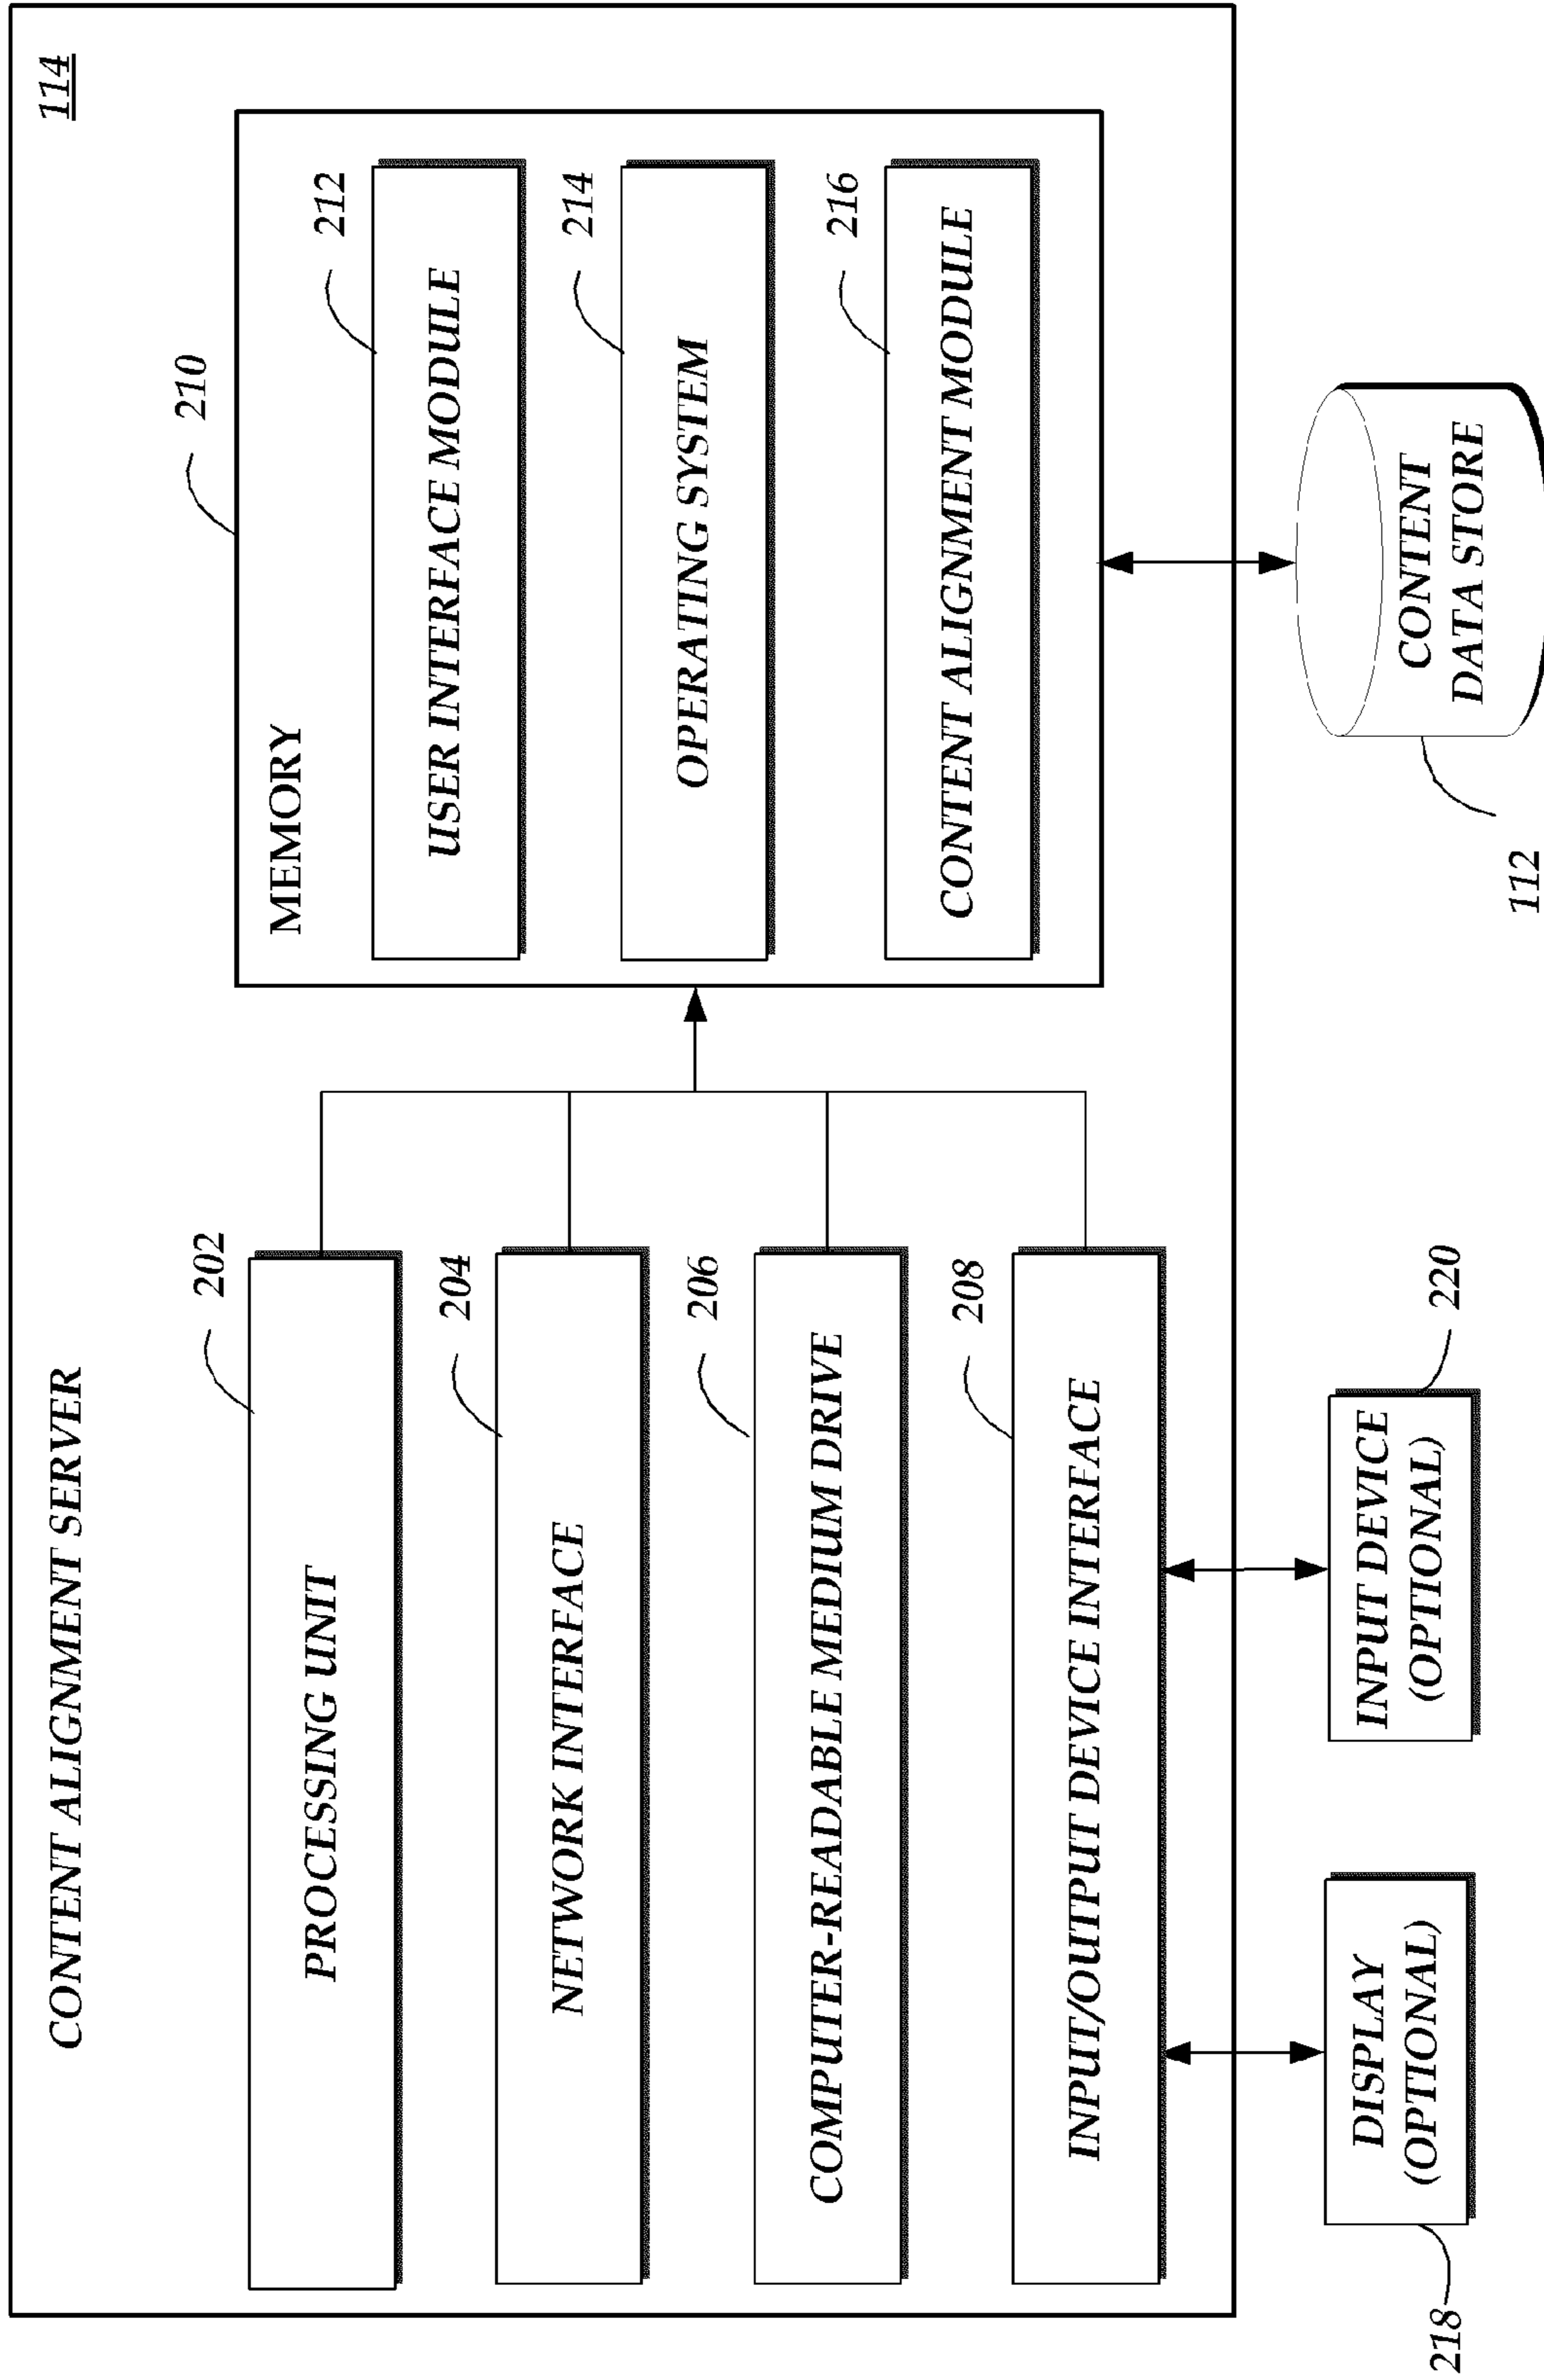 CONTENT ALIGNMENT SERVER
114
202
PROCESSING UNIT
204
NETWORK INTERFACE
206
COMPUTER-READABLE MEDIUM DRIVE
208
INPUT/OUTPUT DEVICE INTERFACE
210
MEMORY
212
USER INTERFACE MODULE
214
OPERATING SYSTEM
216
CONTENT ALIGNMENT MODULE
218
DISPLAY
(OPTIONAL)
INPUT DEVICE
(OPTIONAL)
220
112
CONTENT
DATA STORE